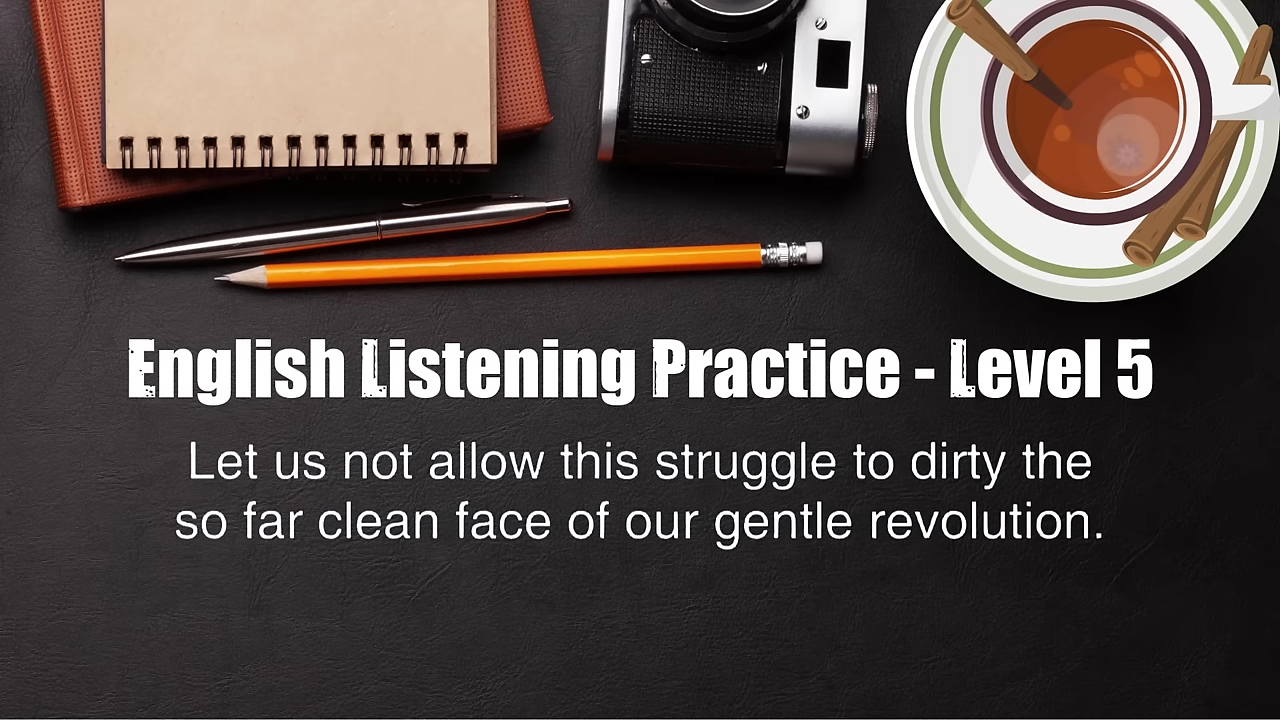 English Listening Practice - Level 5
Let us not allow this struggle to dirty the
so far clean face of our gentle revolution.